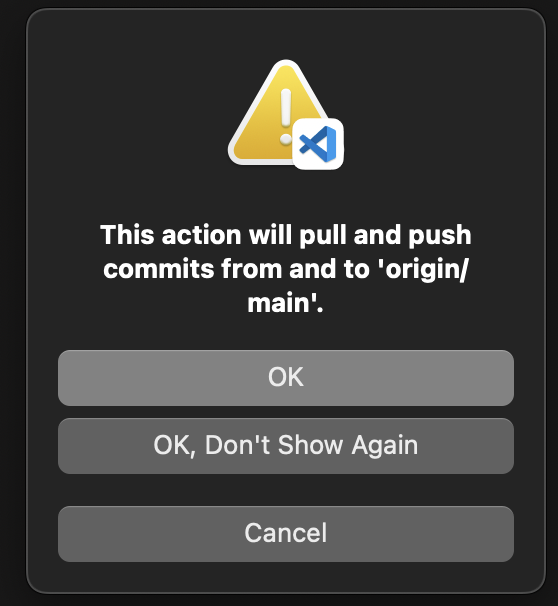 This action will pull and push
commits from and to 'origin/
main'.
OK
OK, Don't Show Again
Cancel